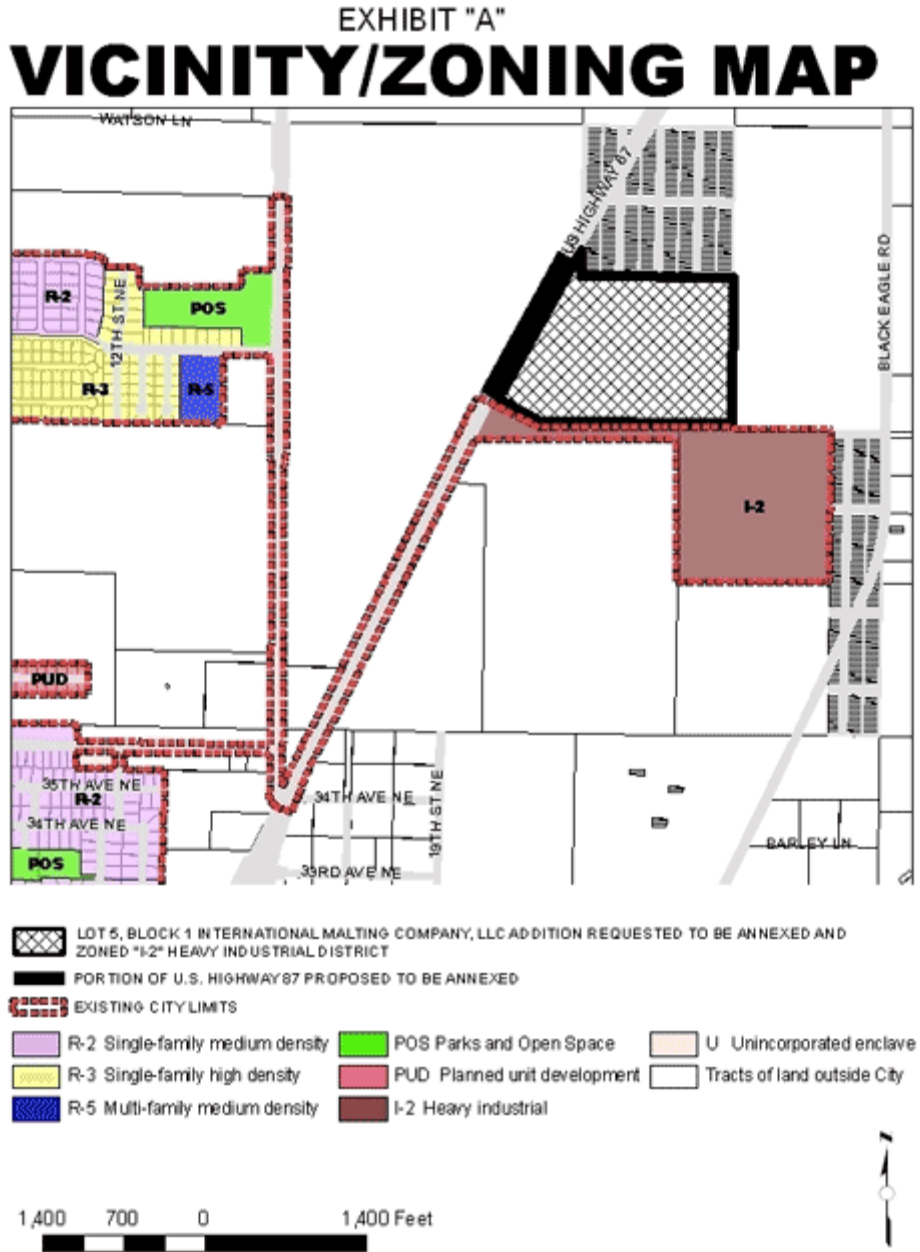 EXHIBIT "A"
VICINITY/ZONING MAP
WATSON LN
US HIGHWAY 87
BLACK EAGLE RD
R-2
12TH ST NE
POS
R-3
R-5
I-2
PUD
35TH AVE NE
R-2
34TH AVE NE
34TH AVE NE
19TH ST NE
BARLEY LN
POS
33RD AVE NE
LOT 5, BLOCK 1 INTERNATIONAL MALTING COMPANY, LLC ADDITION REQUESTED TO BE ANNEXED AND
ZONED "I-2" HEAVY INDUSTRIAL DISTRICT
PORTION OF U.S. HIGHWAY 87 PROPOSED TO BE ANNEXED
EXISTING CITY LIMITS
R-2 Single-family medium density
POS Parks and Open Space
U Unincorporated enclave
R-3 Single-family high density
PUD Planned unit development
Tracts of land outside City
R-5 Multi-family medium density
I-2 Heavy industrial
N
1,400 700 0 1,400 Feet